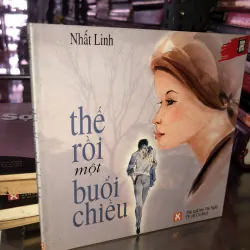 Nhất Linh
thế
rồi
một
buổi
chiều